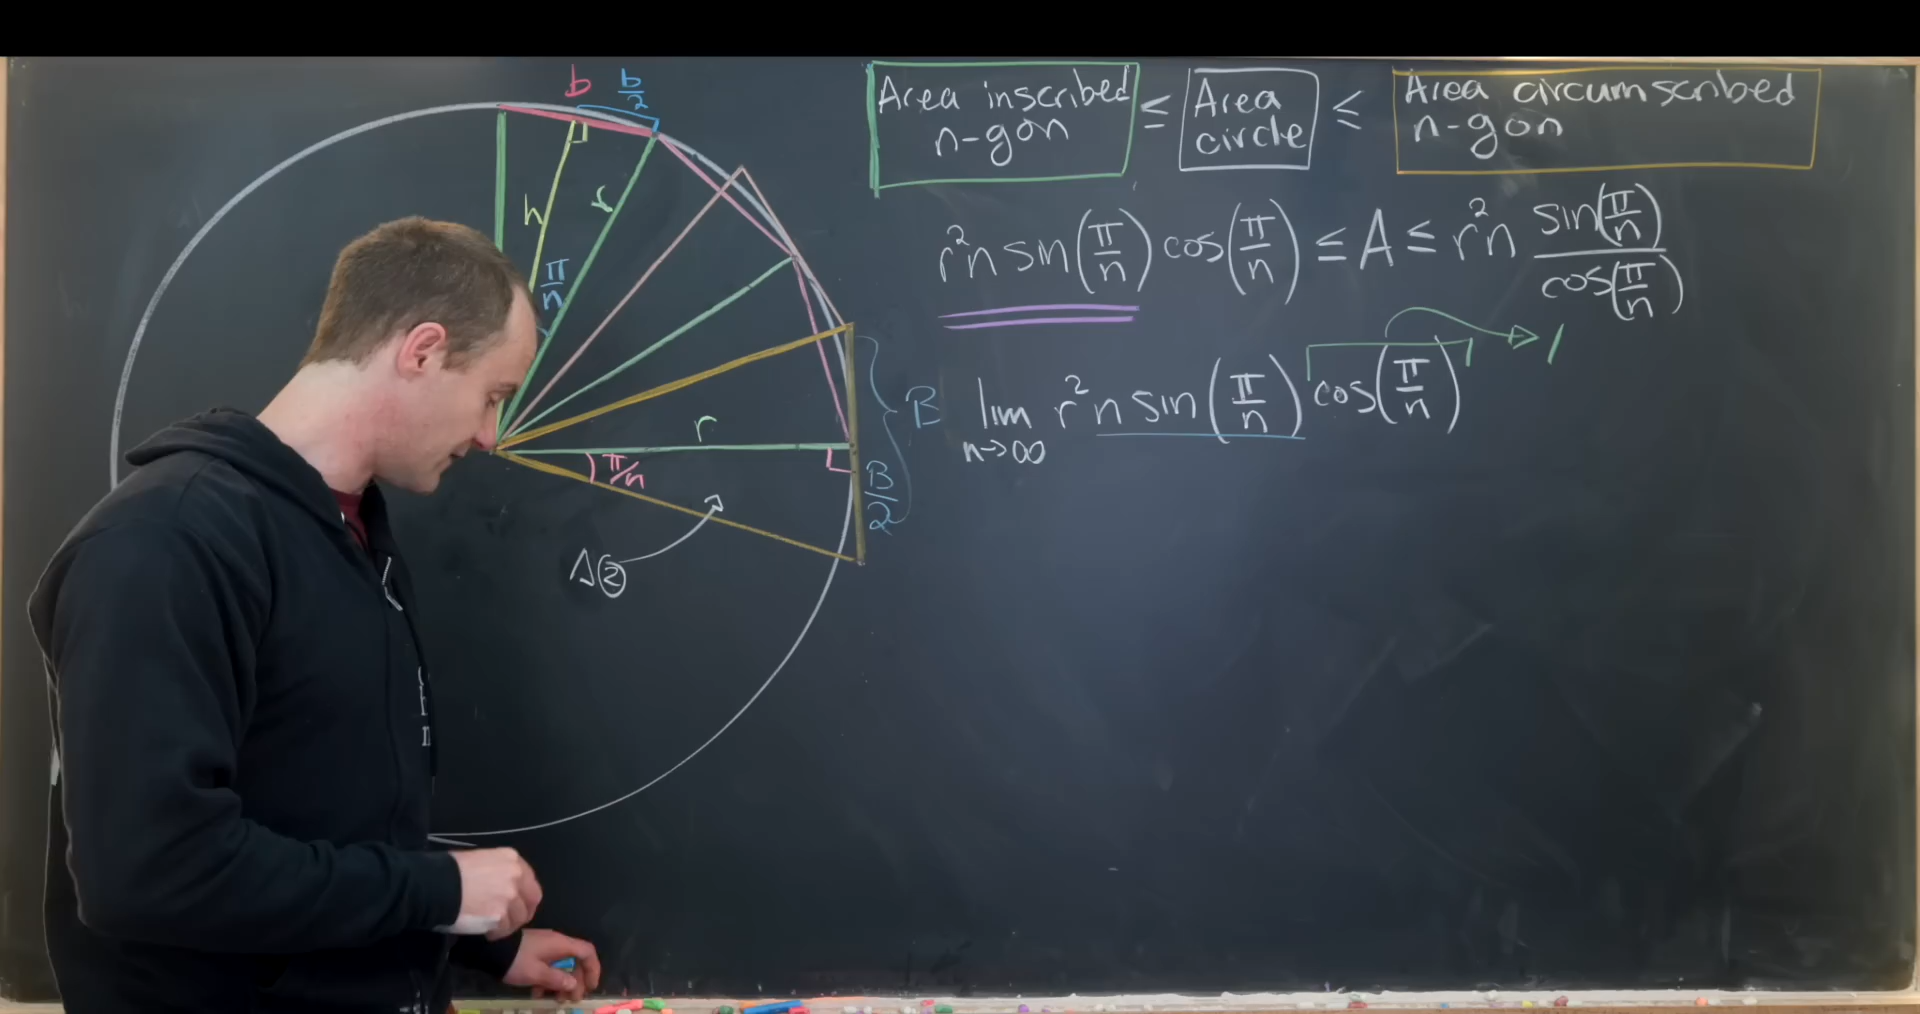 b
b/2
h
r
π/n
r
π/n
B
B/2
Δ②
Area inscribed
n-gon
≤
Area
circle
≤
Area circumscribed
n-gon
r²n sin(π/n) cos(π/n) ≤ A ≤ r²n sin(π/n)/cos(π/n)
lim n→∞ r² n sin(π/n) cos(π/n) → 1